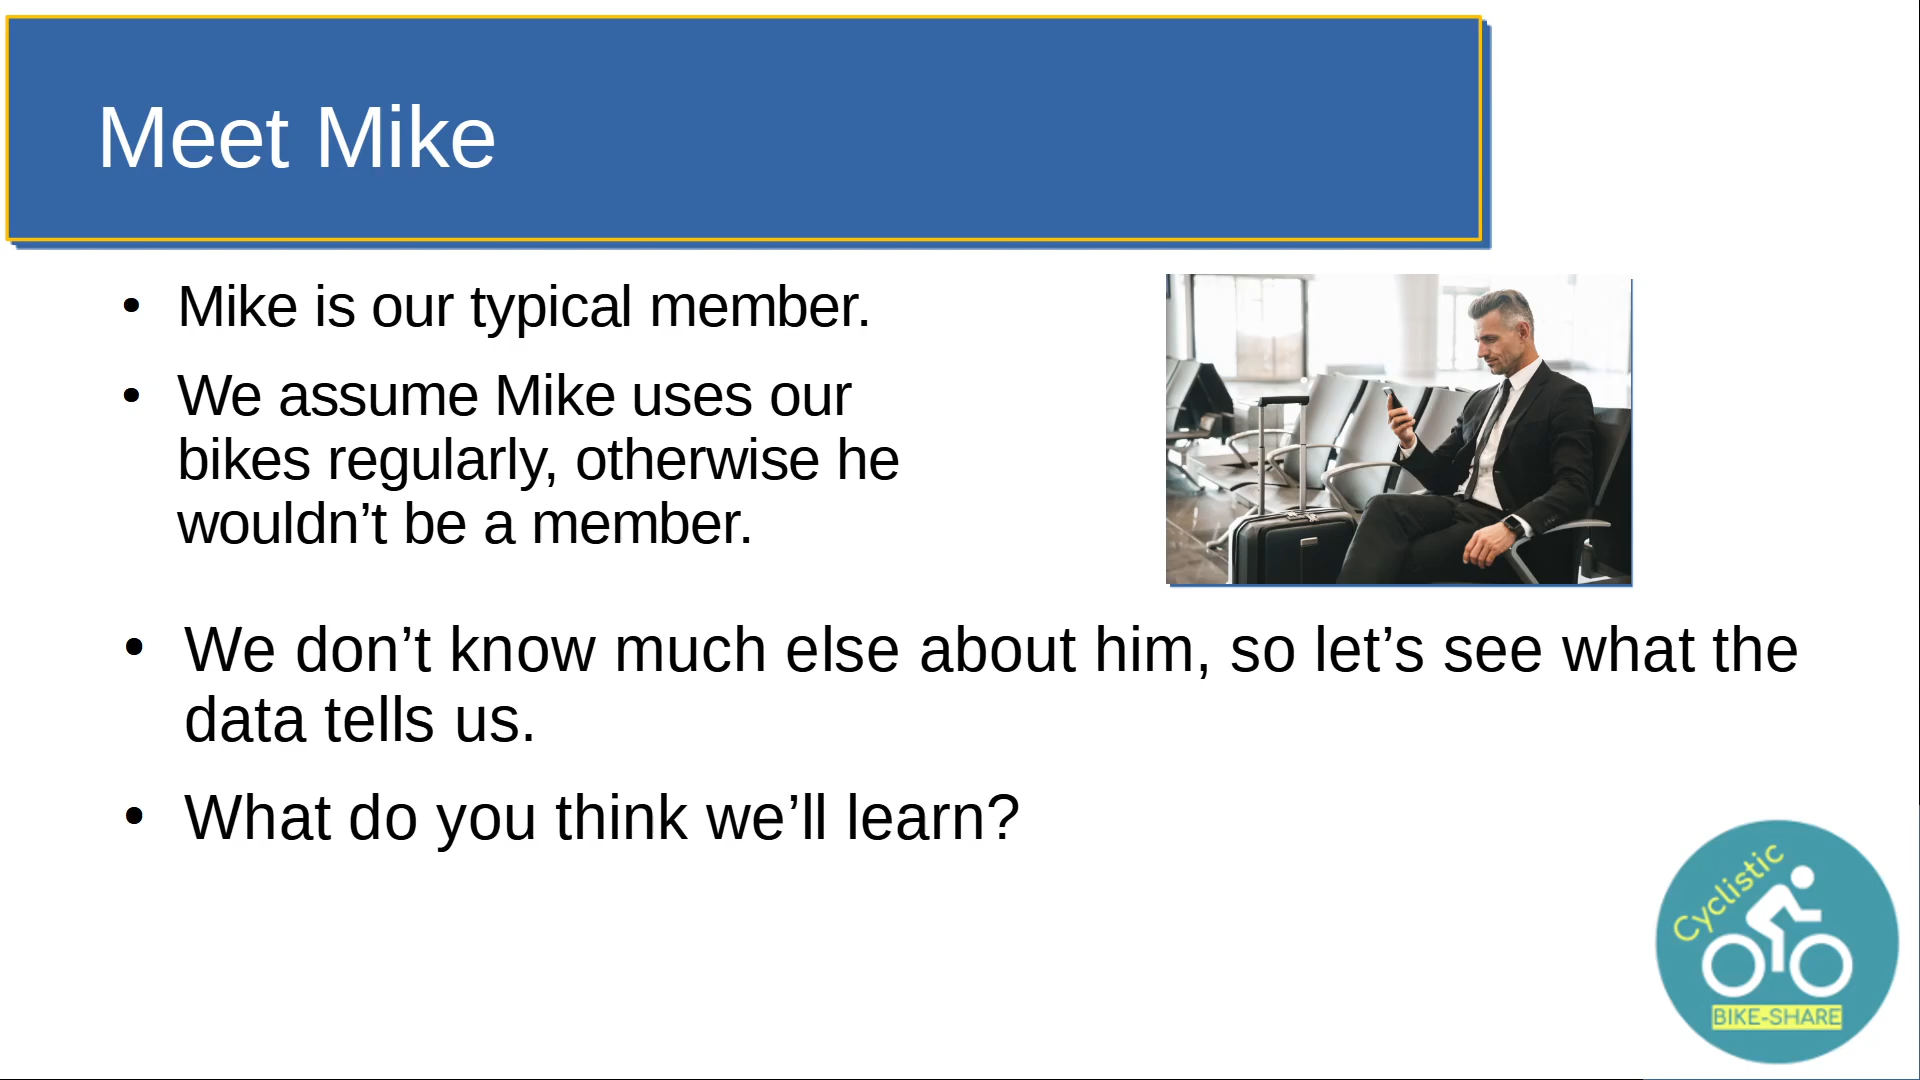 Meet Mike
• Mike is our typical member.
• We assume Mike uses our
bikes regularly, otherwise he
wouldn’t be a member.
• We don’t know much else about him, so let’s see what the
data tells us.
• What do you think we’ll learn?
Cyclistic
BIKE-SHARE